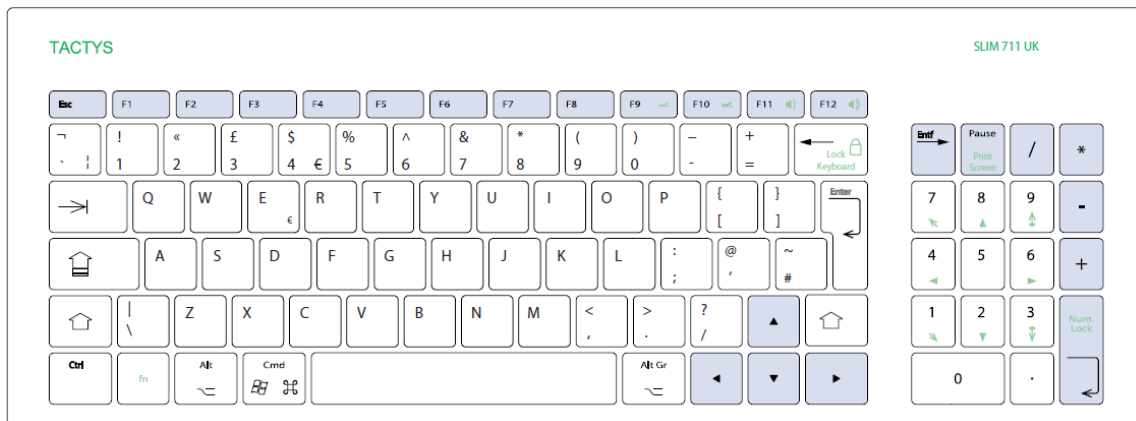 TACTYS SLIM 711 UK
Esc F1 F2 F3 F4 F5 F6 F7 F8 F9 F10 F11 F12
¬ ! « £ $ % ^ & * ( ) – +
` ¦ 1 2 3 4 € 5 6 7 8 9 0 - = Lock Keyboard
Entf Pause / *
Print Screen
Q W E R T Y U I O P { } Enter
€ [ ]
7 8 9 -
A S D F G H J K L : @ ~
; ' #
4 5 6 +
| Z X C V B N M < > ?
\ , . /
1 2 3 Num. Lock
Ctrl fn Alt Cmd Alt Gr
⌥ ⌘ ⌥
0 .